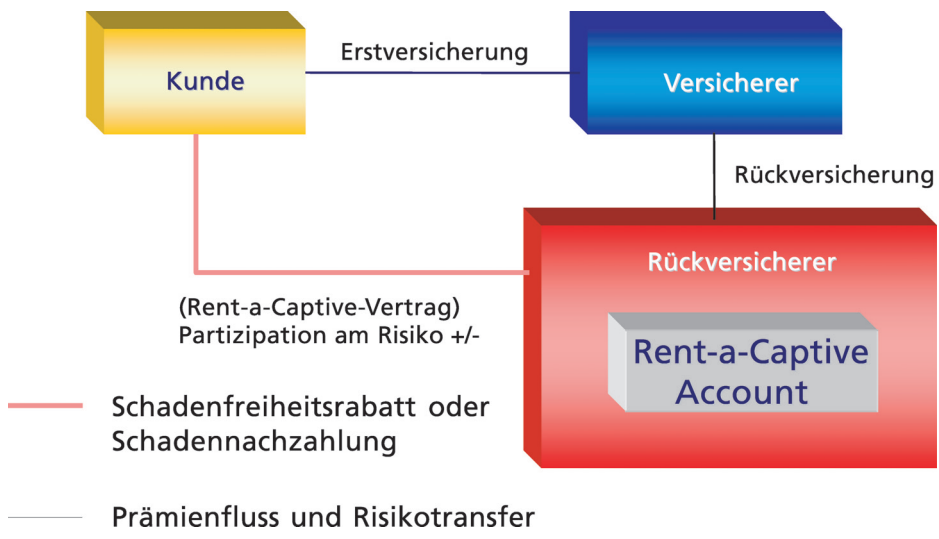 Kunde
Erstversicherung
Versicherer
Rückversicherung
Rückversicherer
(Rent-a-Captive-Vertrag)
Partizipation am Risiko +/-
Rent-a-Captive
Account
Schadenfreiheitsrabatt oder
Schadennachzahlung
Prämienfluss und Risikotransfer